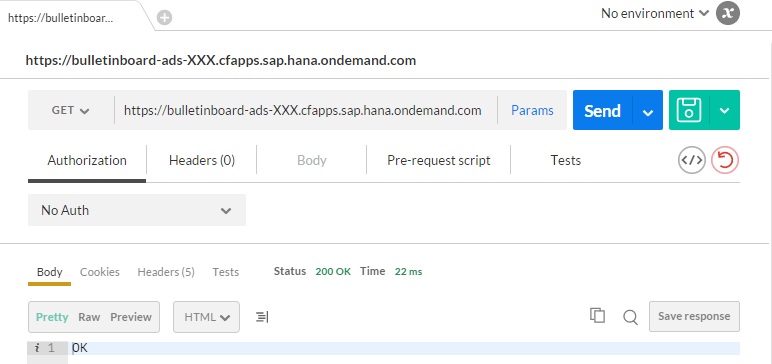 https://bulletinboar...
No environment
x
https://bulletinboard-ads-XXX.cfapps.sap.hana.ondemand.com
GET https://bulletinboard-ads-XXX.cfapps.sap.hana.ondemand.com Params Send
Authorization Headers (0) Body Pre-request script Tests </>
No Auth
Body Cookies Headers (5) Tests Status 200 OK Time 22 ms
Pretty Raw Preview HTML Save response
i 1 OK